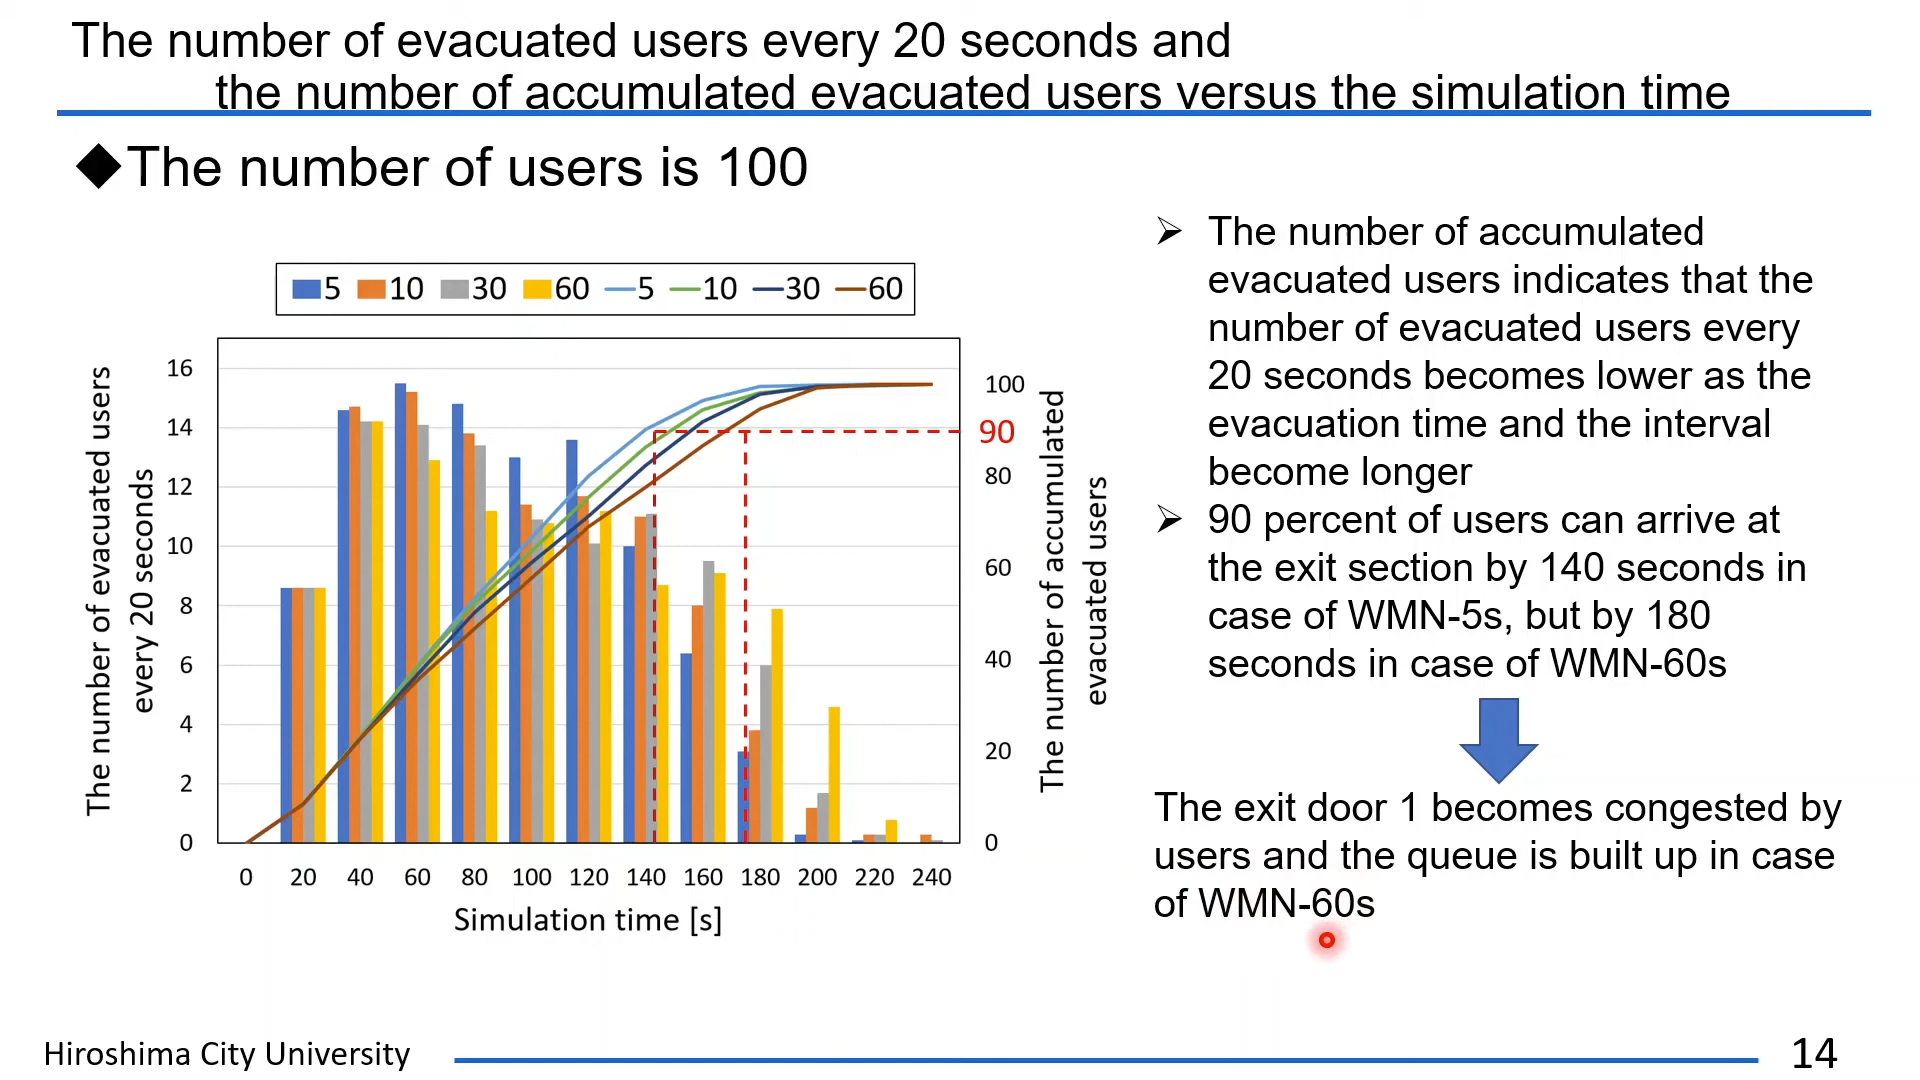 The number of evacuated users every 20 seconds and
the number of accumulated evacuated users versus the simulation time
◆The number of users is 100
5 10 30 60 5 10 30 60
The number of evacuated users
every 20 seconds
16
14
12
10
8
6
4
2
0
100
90
80
60
40
20
0
The number of accumulated
evacuated users
0 20 40 60 80 100 120 140 160 180 200 220 240
Simulation time [s]
➢ The number of accumulated
evacuated users indicates that the
number of evacuated users every
20 seconds becomes lower as the
evacuation time and the interval
become longer
➢ 90 percent of users can arrive at
the exit section by 140 seconds in
case of WMN-5s, but by 180
seconds in case of WMN-60s
The exit door 1 becomes congested by
users and the queue is built up in case
of WMN-60s
Hiroshima City University
14